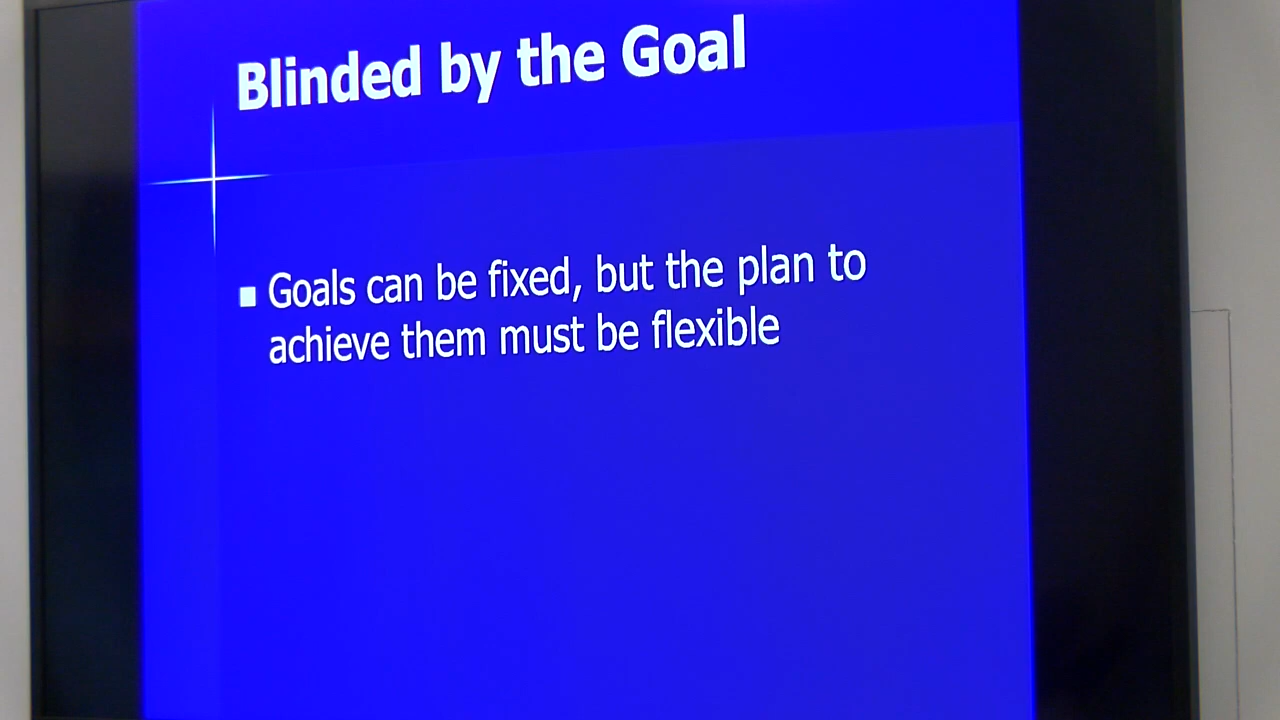 Blinded by the Goal
Goals can be fixed, but the plan to
achieve them must be flexible